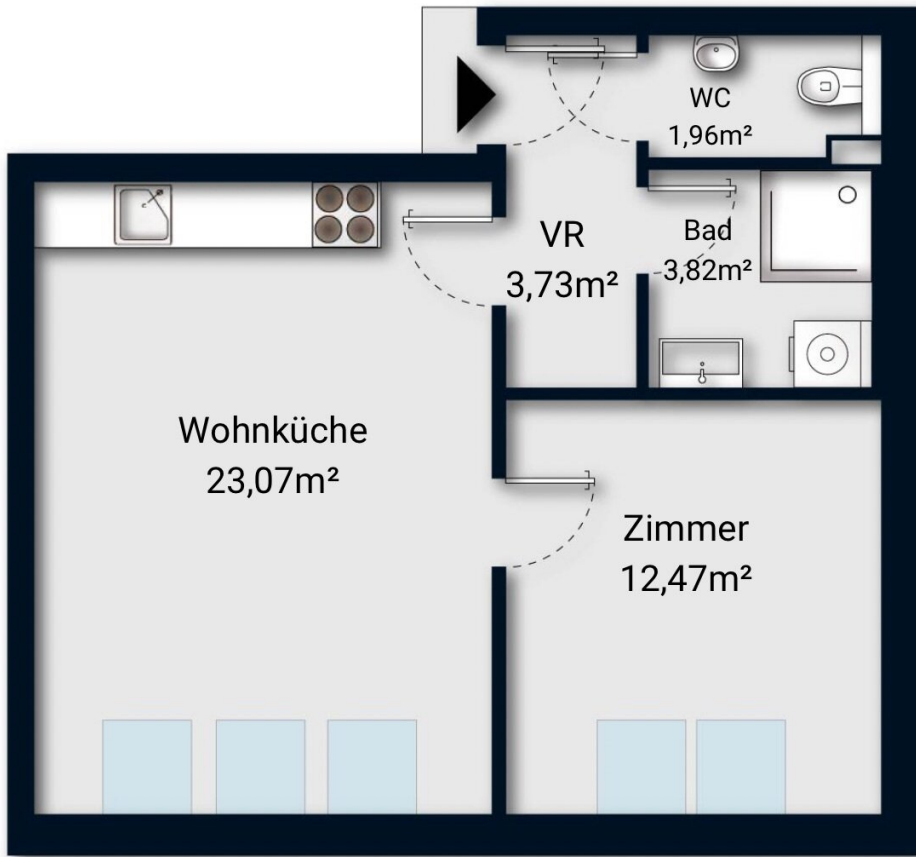 WC
1,96m²
VR
3,73m²
Bad
3,82m²
Wohnküche
23,07m²
Zimmer
12,47m²